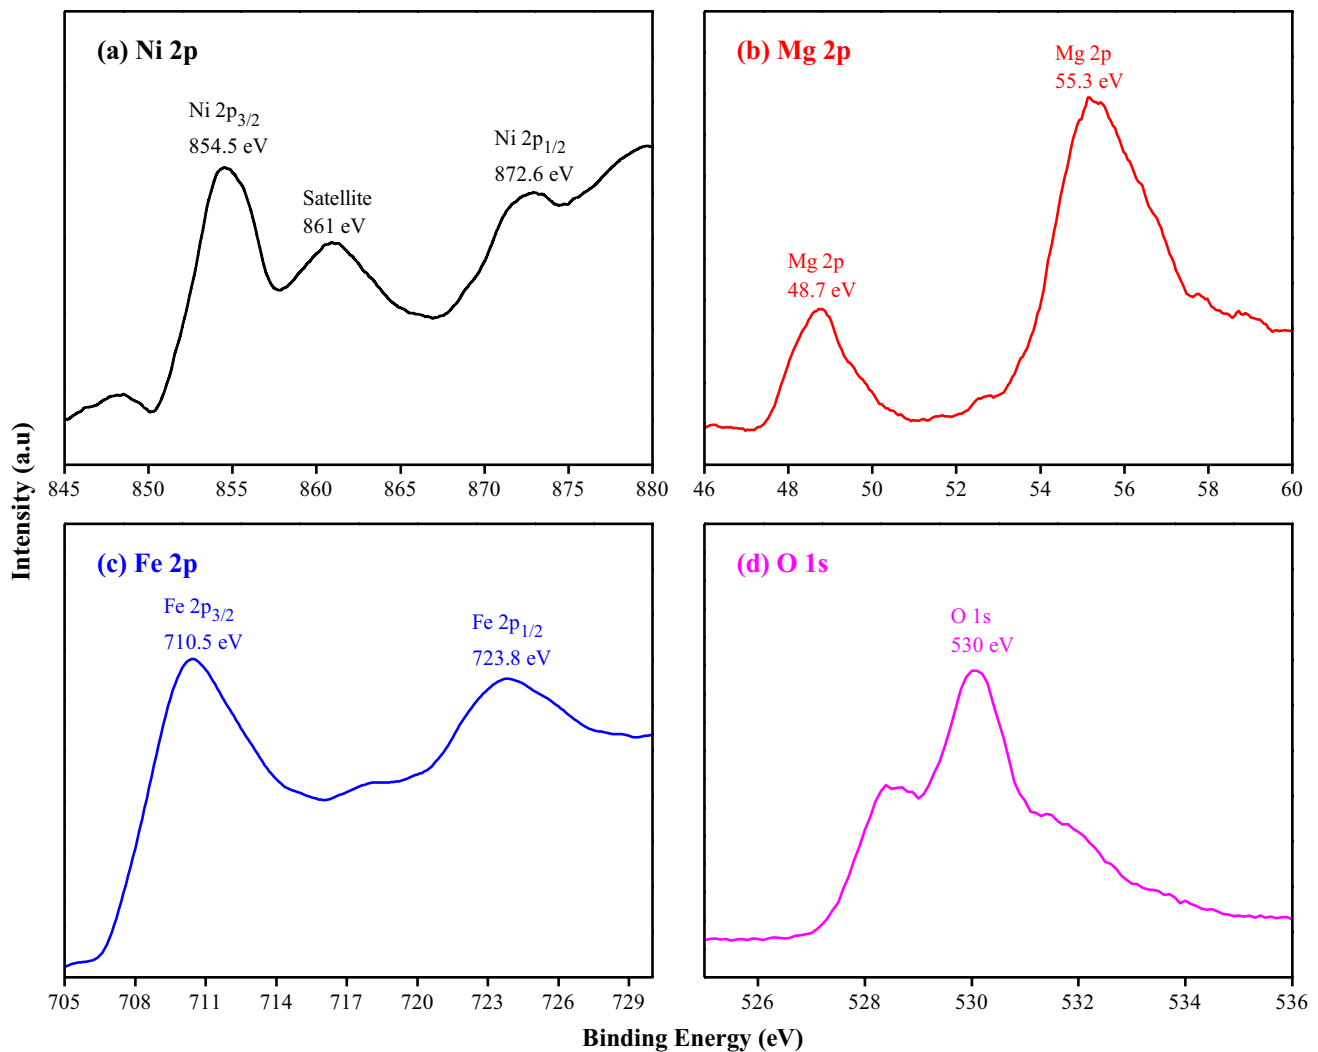 (a) Ni 2p
Ni 2p3/2
854.5 eV
Satellite
861 eV
Ni 2p1/2
872.6 eV
845 850 855 860 865 870 875 880
(b) Mg 2p
Mg 2p
55.3 eV
Mg 2p
48.7 eV
46 48 50 52 54 56 58 60
Intensity (a.u)
(c) Fe 2p
Fe 2p3/2
710.5 eV
Fe 2p1/2
723.8 eV
705 708 711 714 717 720 723 726 729
(d) O 1s
O 1s
530 eV
526 528 530 532 534 536
Binding Energy (eV)